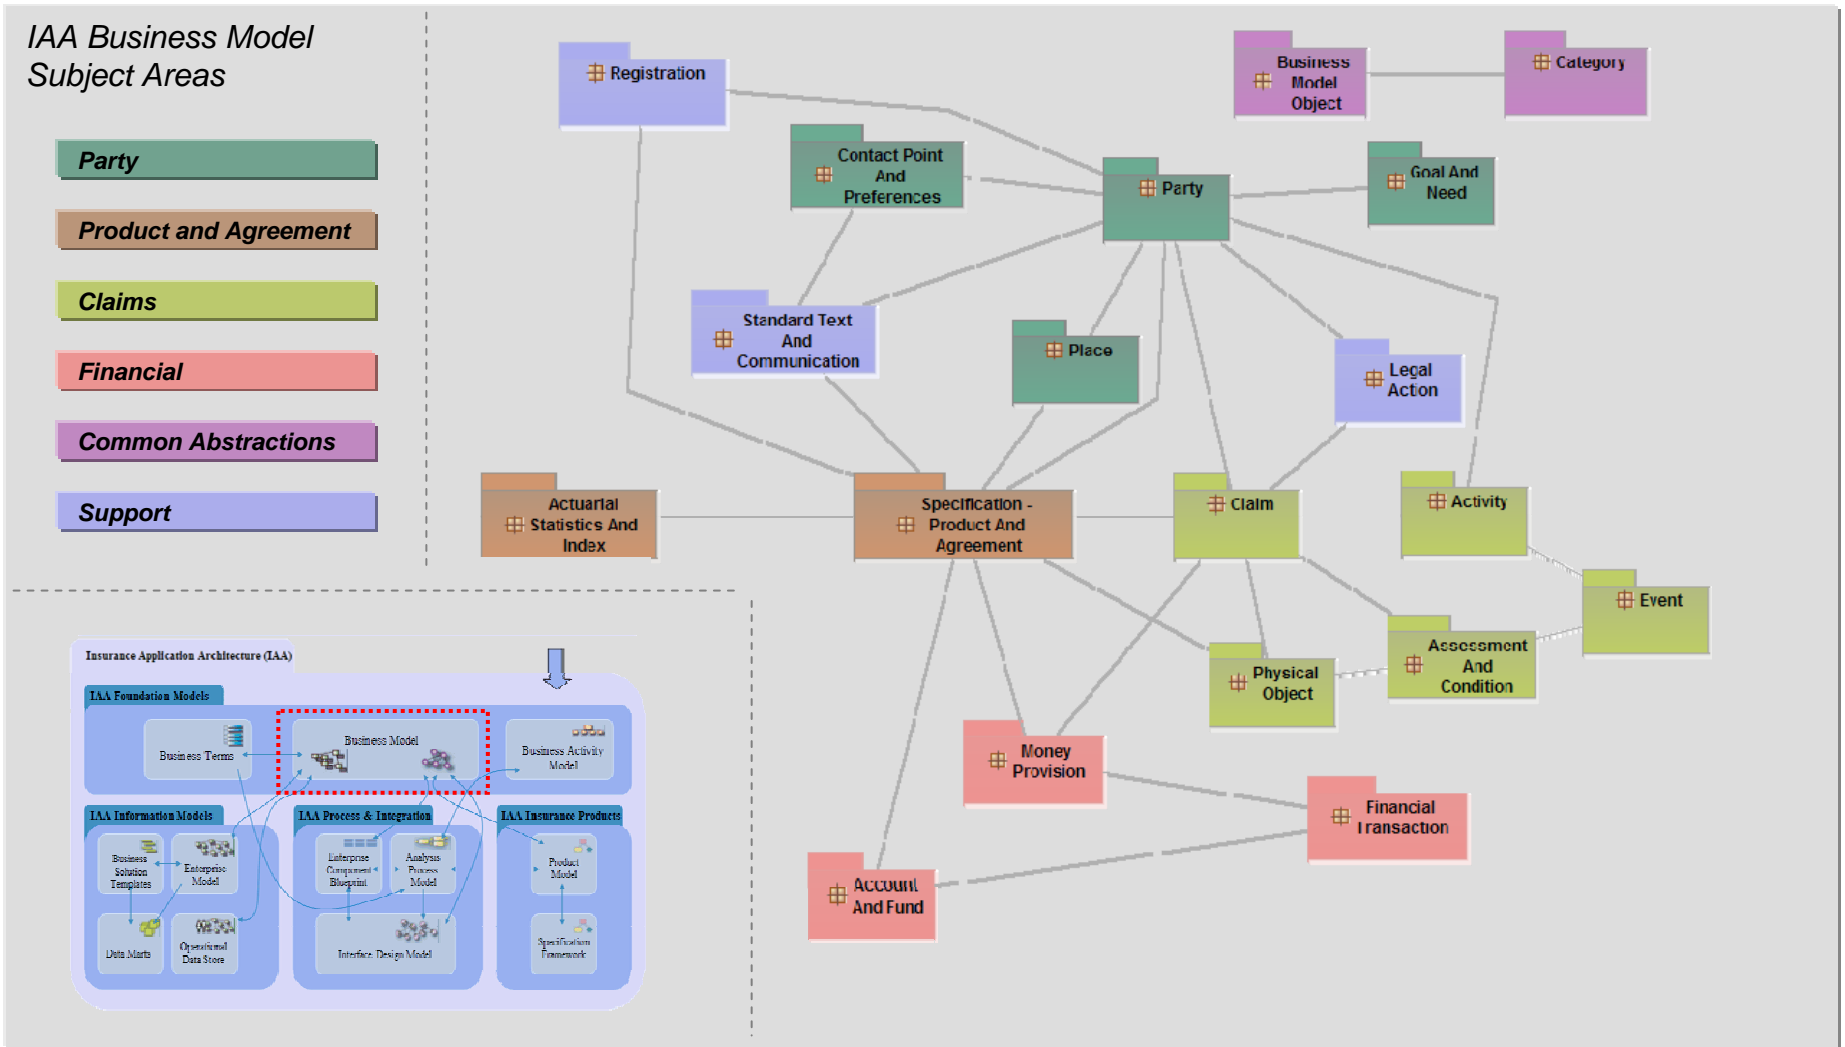 IAA Business Model
Subject Areas
Party
Product and Agreement
Claims
Financial
Common Abstractions
Support
Registration
Business
Model
Object
Category
Contact Point
And
Preferences
Party
Goal And
Need
Standard Text
And
Communication
Place
Legal
Action
Actuarial
Statistics And
Index
Specification -
Product And
Agreement
Claim
Activity
Event
Assessment
And
Condition
Physical
Object
Money
Provision
Financial
Transaction
Account
And Fund
Insurance Application Architecture (IAA)
IAA Foundation Models
Business Terms
Business Model
Business Activity
Model
IAA Information Models
Business
Solution
Templates
Enterprise
Model
Data Marts
Operational
Data Store
IAA Process & Integration
Enterprise
Component
Blueprint
Analysis
Process
Model
Interface Design Model
IAA Insurance Products
Product
Model
Specification
Framework